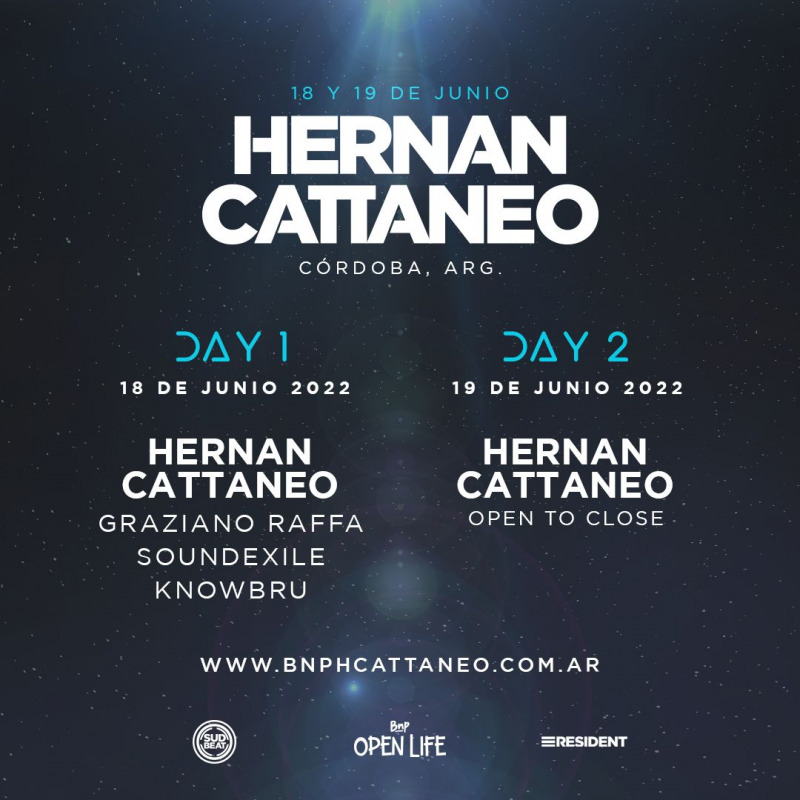 18 Y 19 DE JUNIO
HERNAN
CATTANEO
CÓRDOBA, ARG.
DAY 1
DAY 2
18 DE JUNIO 2022
19 DE JUNIO 2022
HERNAN
CATTANEO
GRAZIANO RAFFA
SOUNDEXILE
KNOWBRU
HERNAN
CATTANEO
OPEN TO CLOSE
WWW.BNPHCATTANEO.COM.AR
SUD
BEAT
Bnp
OPEN LIFE
RESIDENT